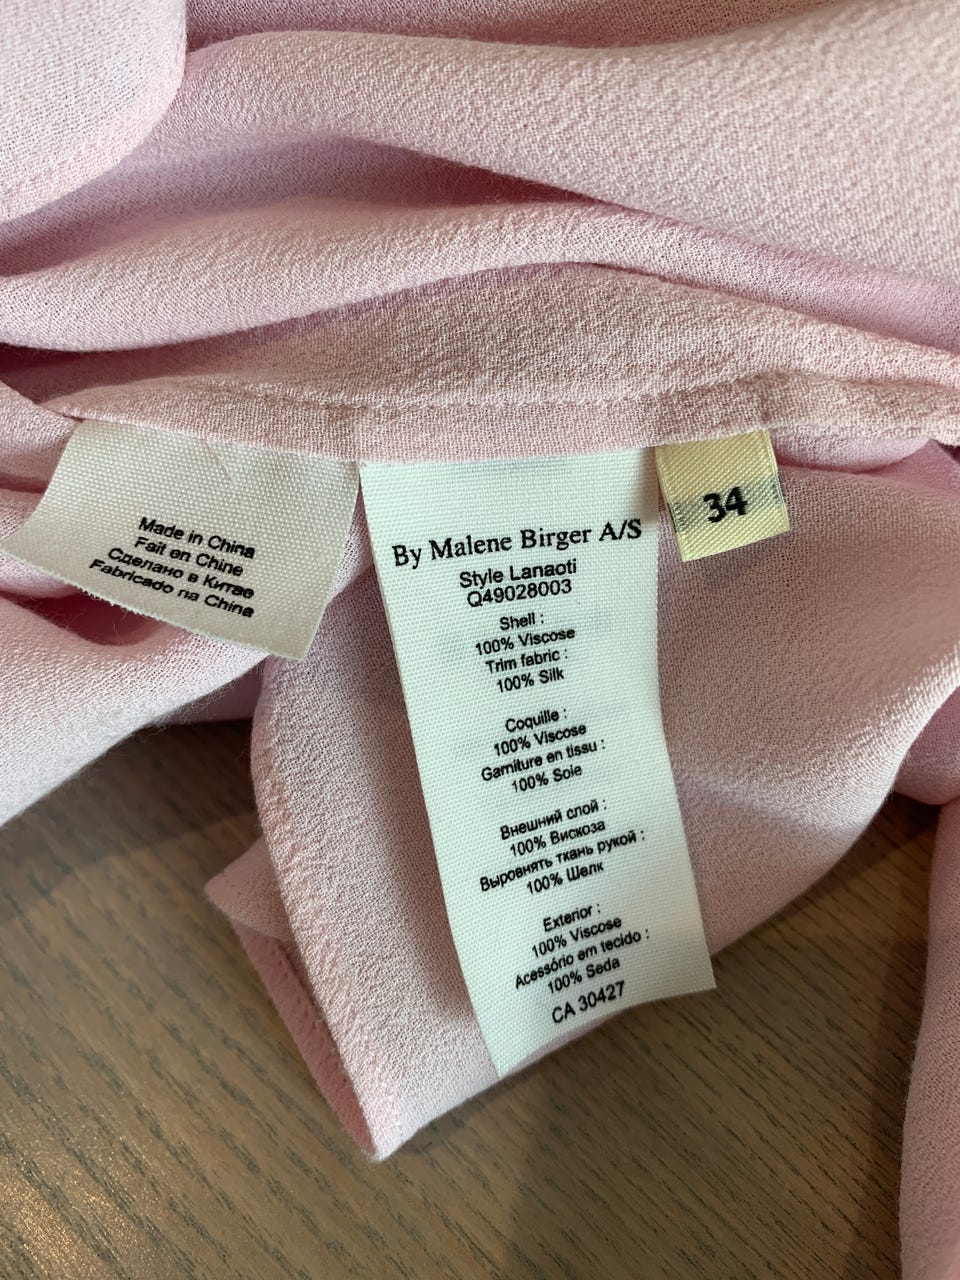 Made in China
Fait en Chine
Сделано в Китае
Fabricado na China
By Malene Birger A/S
Style Lanaoti
Q49028003
Shell :
100% Viscose
Trim fabric :
100% Silk
Coquille :
100% Viscose
Garniture en tissu :
100% Soie
Внешний слой :
100% Вискоза
Выровнять ткань рукой :
100% Шелк
Exterior :
100% Viscose
Acessório em tecido :
100% Seda
CA 30427
34